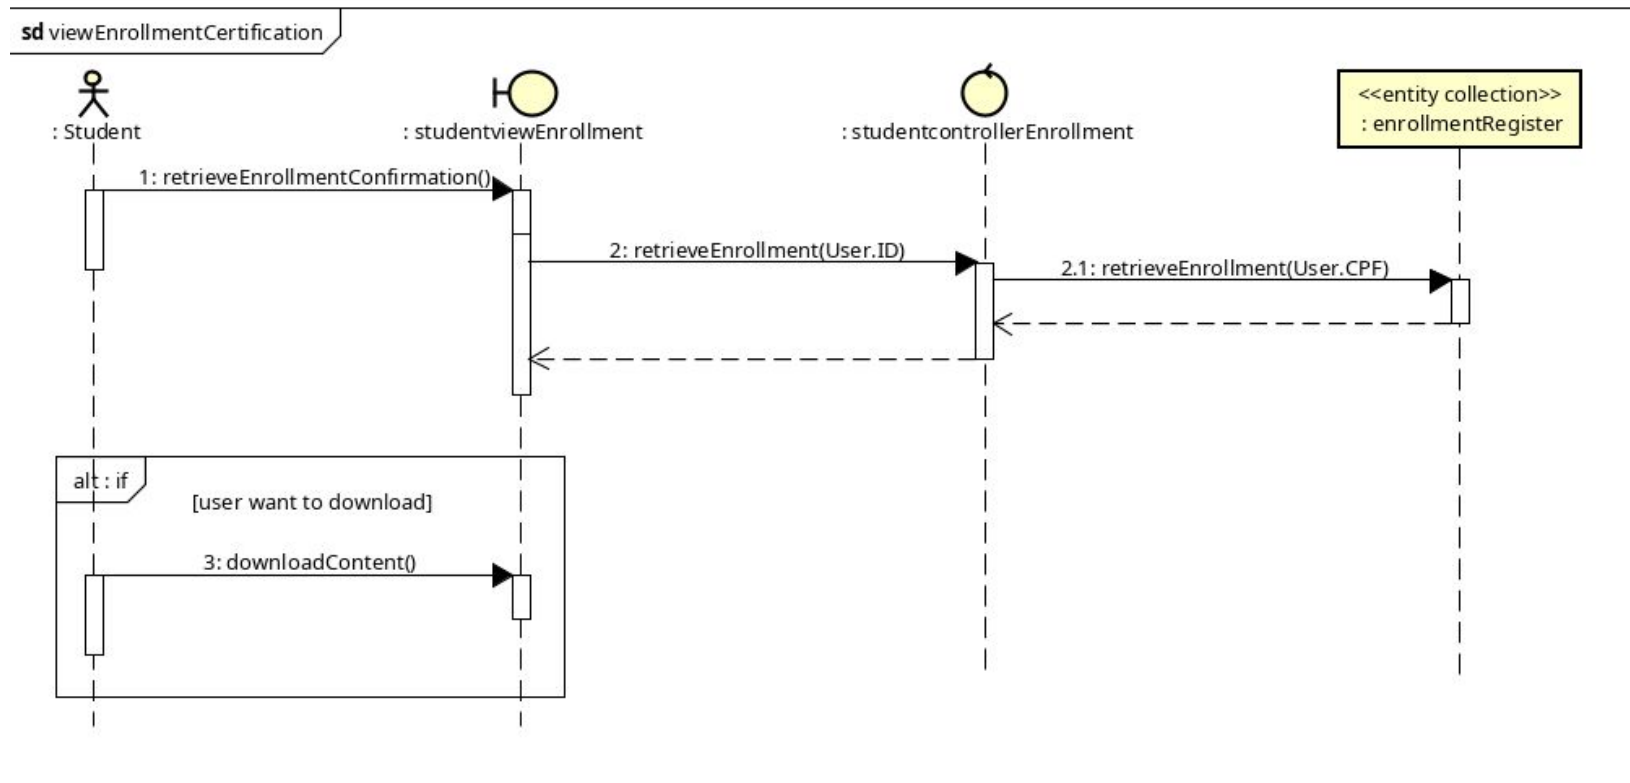 sd viewEnrollmentCertification
: Student
: studentviewEnrollment
: studentcontrollerEnrollment
<<entity collection>>
: enrollmentRegister
1: retrieveEnrollmentConfirmation()
2: retrieveEnrollment(User.ID)
2.1: retrieveEnrollment(User.CPF)
alt : if
[user want to download]
3: downloadContent()